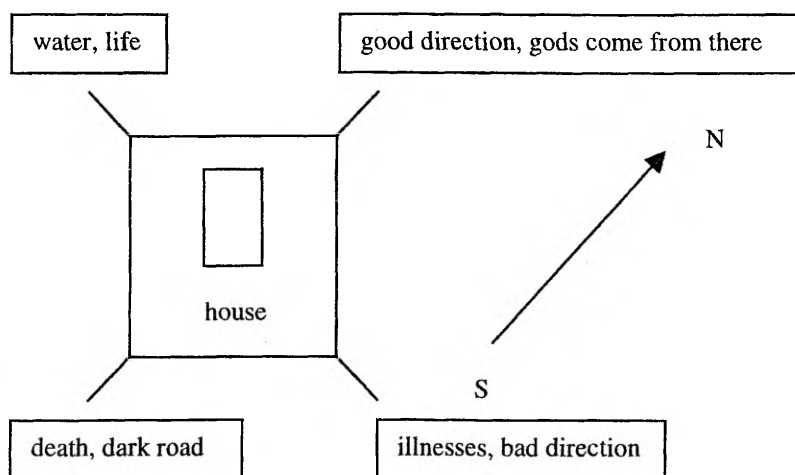 water, life
good direction, gods come from there
N
house
S
death, dark road
illnesses, bad direction